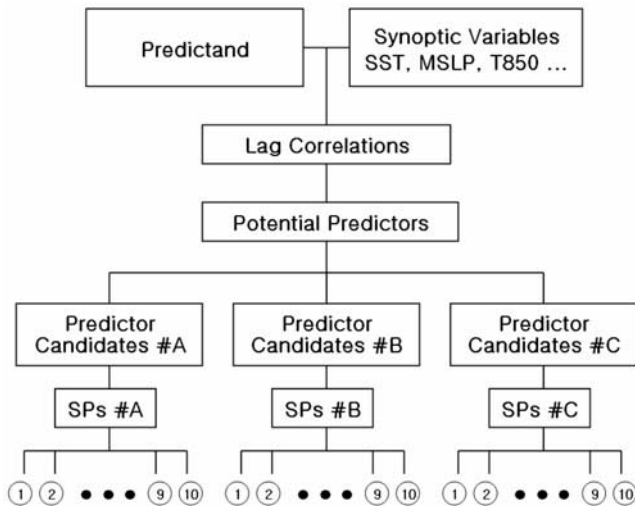 Predictand
Synoptic Variables
SST, MSLP, T850 ...
Lag Correlations
Potential Predictors
Predictor
Candidates #A
Predictor
Candidates #B
Predictor
Candidates #C
SPs #A
SPs #B
SPs #C
1 2 ● ● ● 9 10
1 2 ● ● ● 9 10
1 2 ● ● ● 9 10